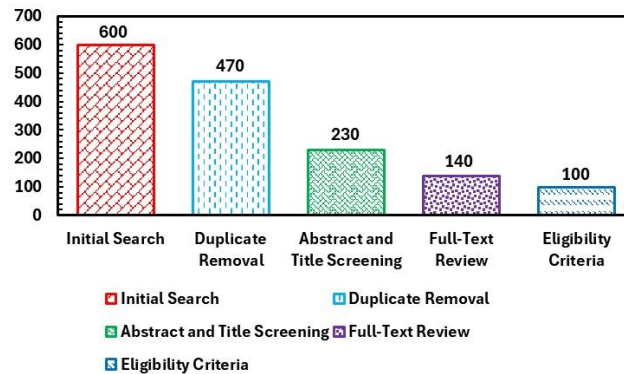 700
600
500
400
300
200
100
0
600
470
230
140
100
Initial Search
Duplicate
Removal
Abstract and
Title Screening
Full-Text
Review
Eligibility
Criteria
Initial Search
Duplicate Removal
Abstract and Title Screening
Full-Text Review
Eligibility Criteria